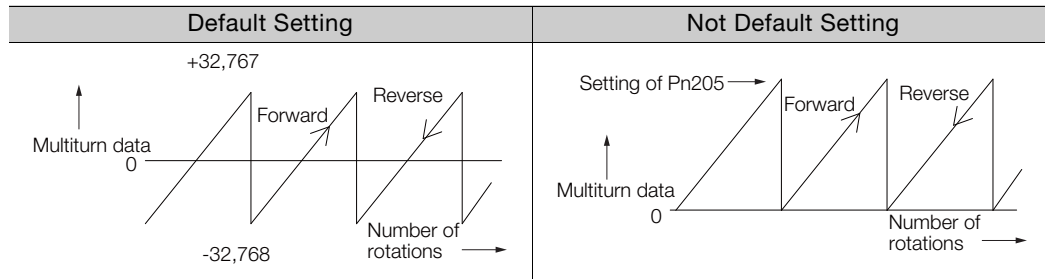 Default Setting
Not Default Setting
+32,767
Forward
Reverse
Multiturn data
0
Number of
rotations
-32,768
Setting of Pn205
Forward
Reverse
Multiturn data
0
Number of
rotations